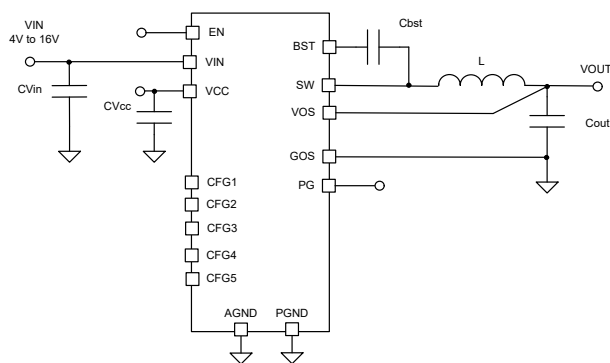 VIN
4V to 16V
CVin
CVcc
EN
VIN
VCC
CFG1
CFG2
CFG3
CFG4
CFG5
AGND
PGND
BST
SW
VOS
GOS
PG
Cbst
L
VOUT
Cout